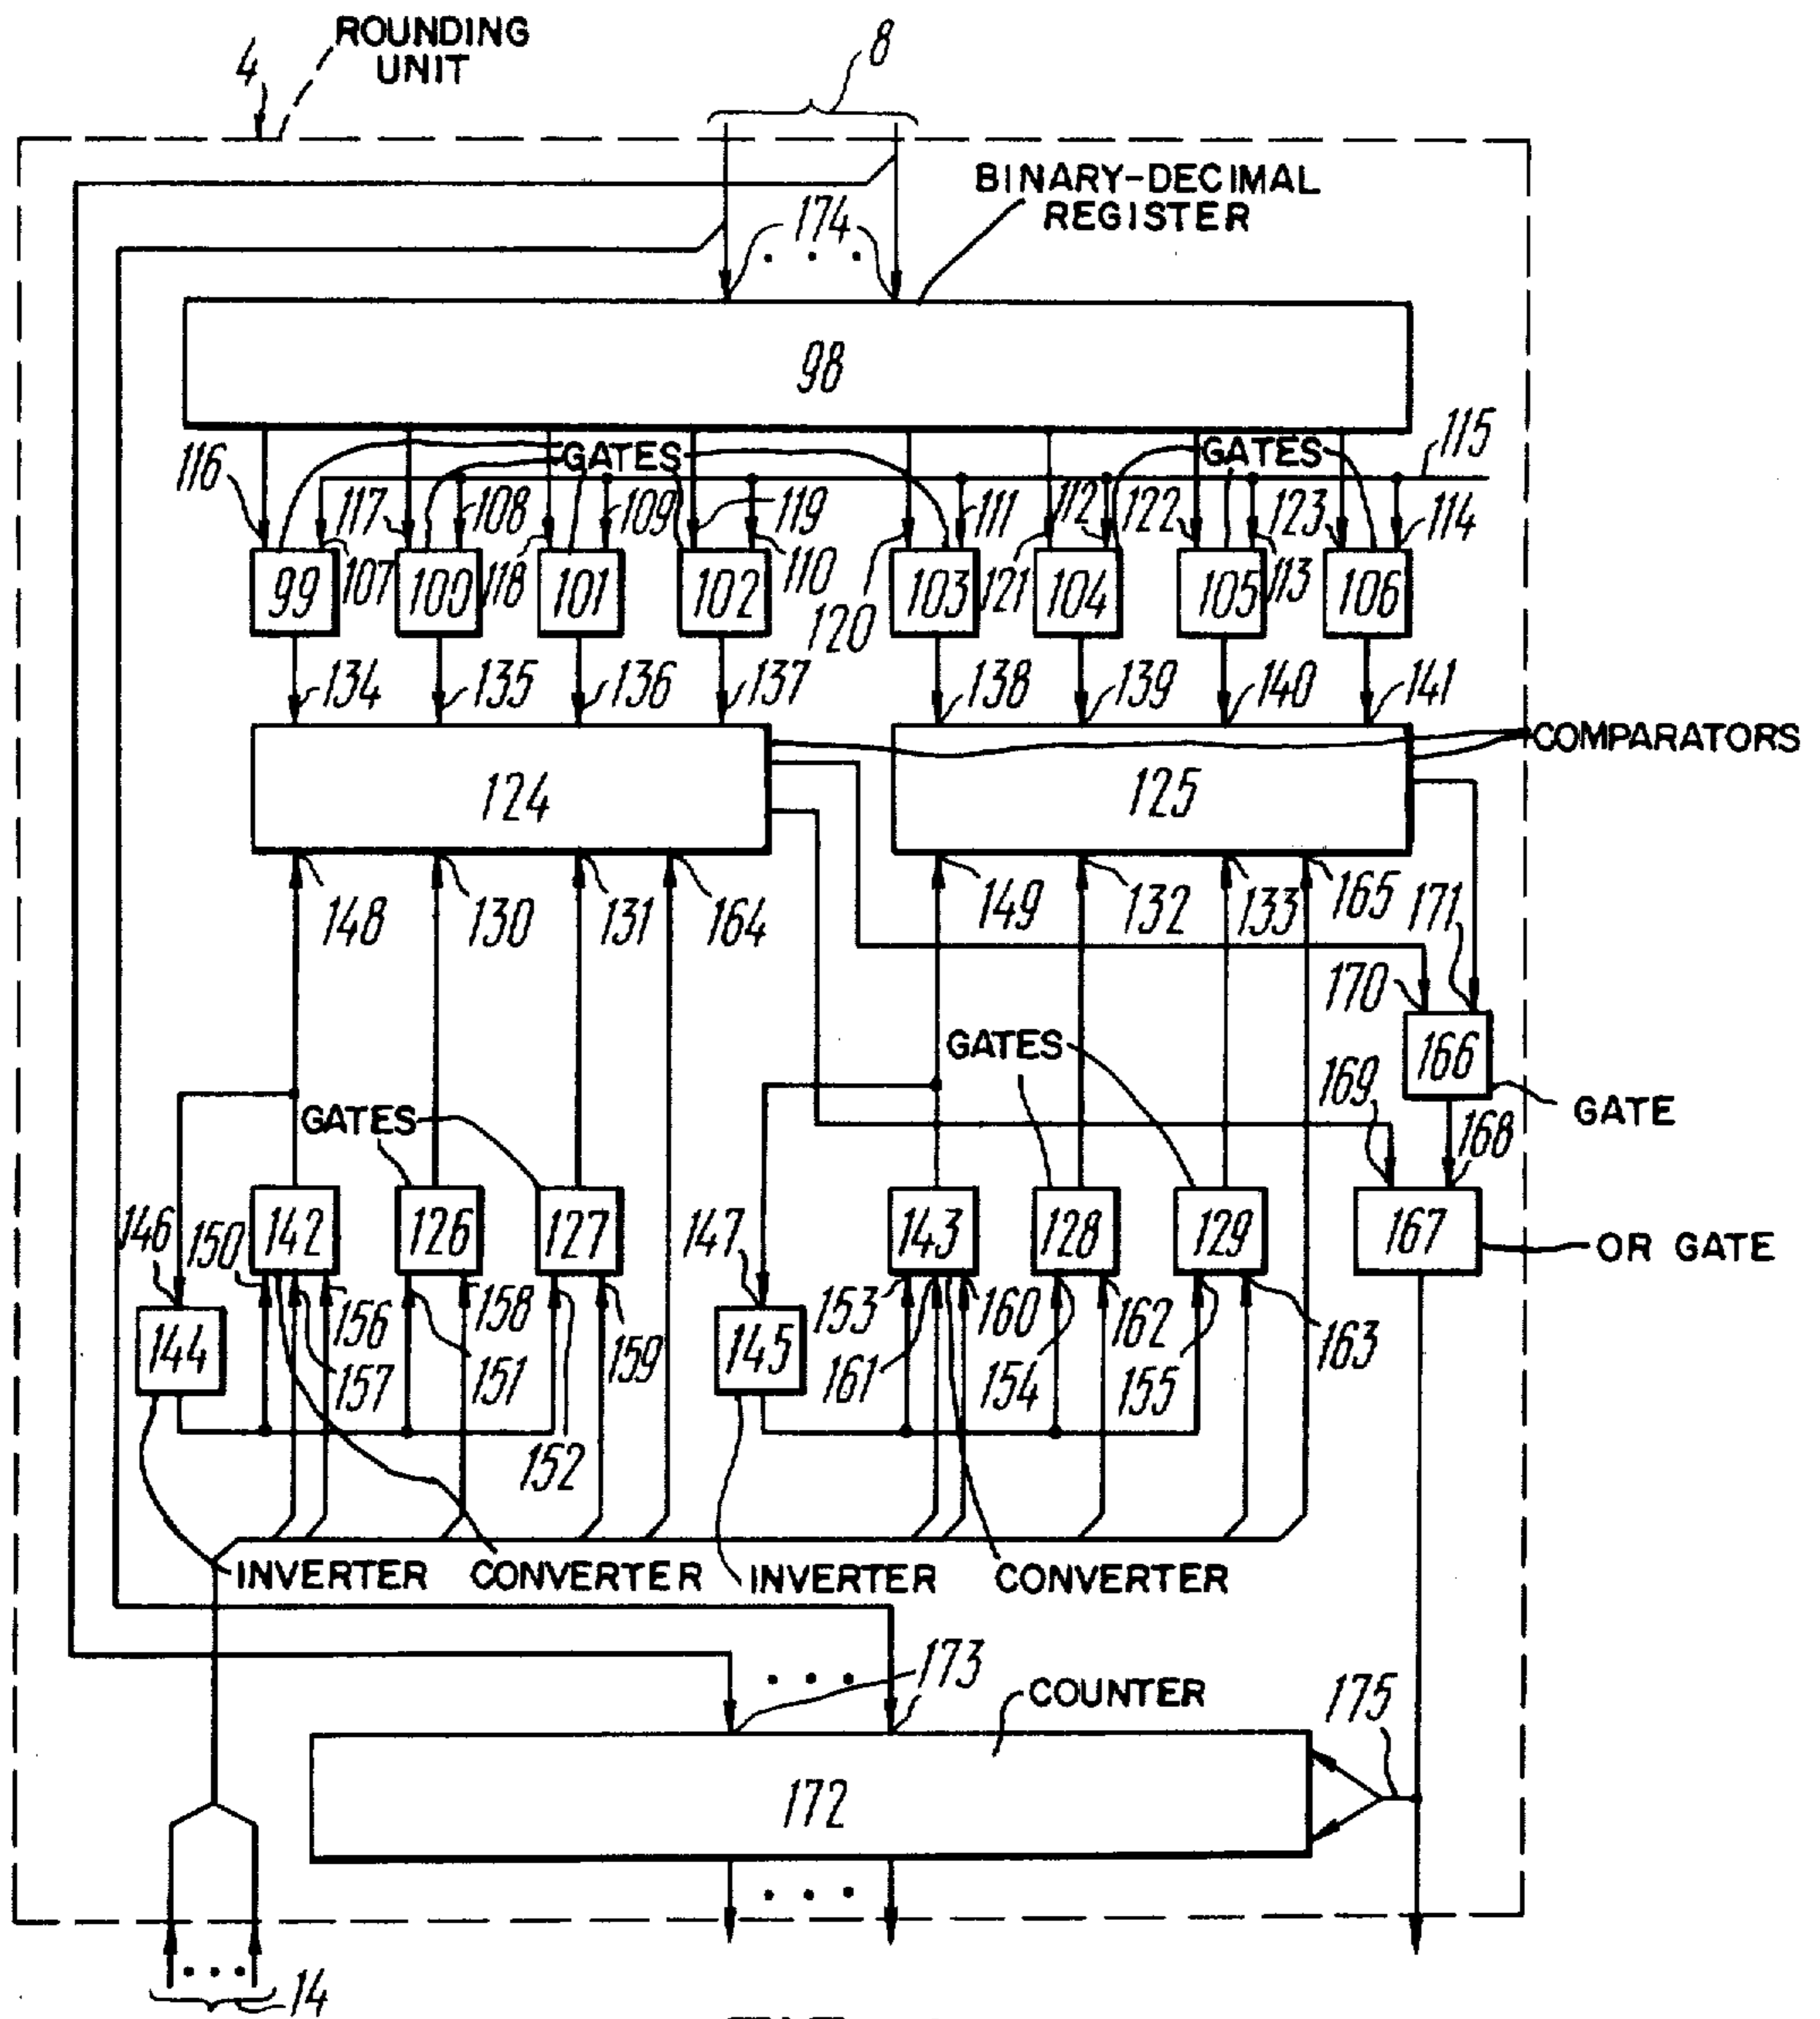 4 ROUNDING 8
UNIT
BINARY-DECIMAL
REGISTER
174
98
GATES GATES 115
116 117 108 118 109 119 110 120 111 121 112 122 113 123 114
99 107 100 101 102 103 104 105 106
134 135 136 137 138 139 140 141
COMPARATORS
124 125
148 130 131 164 149 132 133 165 171
170
GATES
166
169
GATE
GATES 168
146 150 142 126 127 147 143 128 129 167
OR GATE
144 157 156 151 158 152 159 145 153 161 160 154 162 155 163
INVERTER CONVERTER INVERTER CONVERTER
173
COUNTER 175
172
14